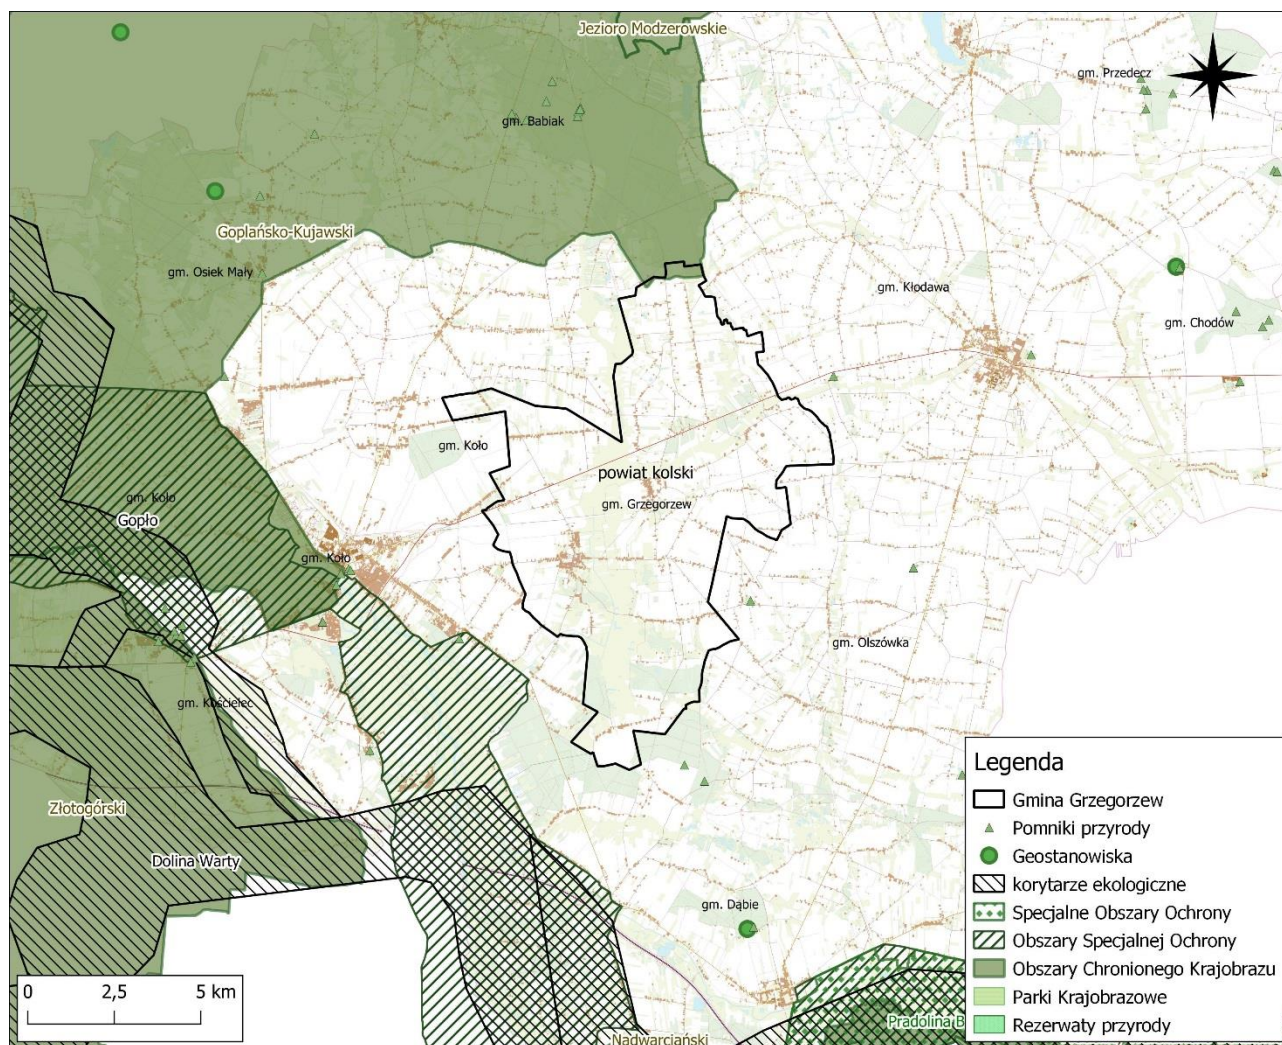 Jezioro Modzerowskie
gm. Przedecz
gm. Babiak
Goplańsko-Kujawski
gm. Osiek Mały
gm. Kłodawa
gm. Chodów
gm. Koło
powiat kolski
gm. Koło
gm. Grzegorzew
Gopło
gm. Koło
gm. Olszówka
gm. Kościelec
Złotogórski
Dolina Warty
gm. Dąbie
Pradolina B
Nadwarciański
0 2,5 5 km
Legenda
Gmina Grzegorzew
Pomniki przyrody
Geostanowiska
korytarze ekologiczne
Specjalne Obszary Ochrony
Obszary Specjalnej Ochrony
Obszary Chronionego Krajobrazu
Parki Krajobrazowe
Rezerwaty przyrody